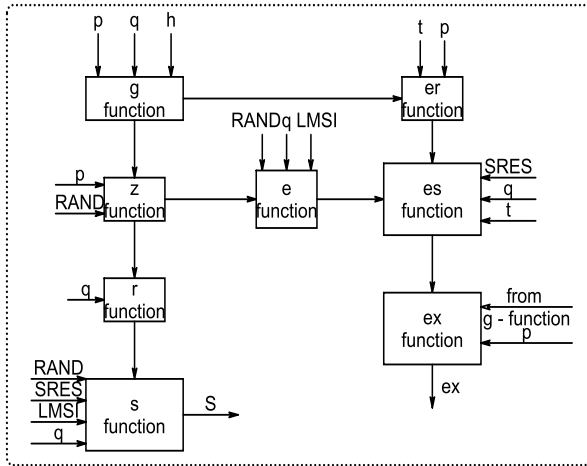 p q h
t p
g
function
er
function
RANDq LMSI
p
RAND
z
function
e
function
es
function
SRES
q
t
q
r
function
ex
function
from
g - function
p
RAND
SRES
LMSI
q
s
function
S
ex